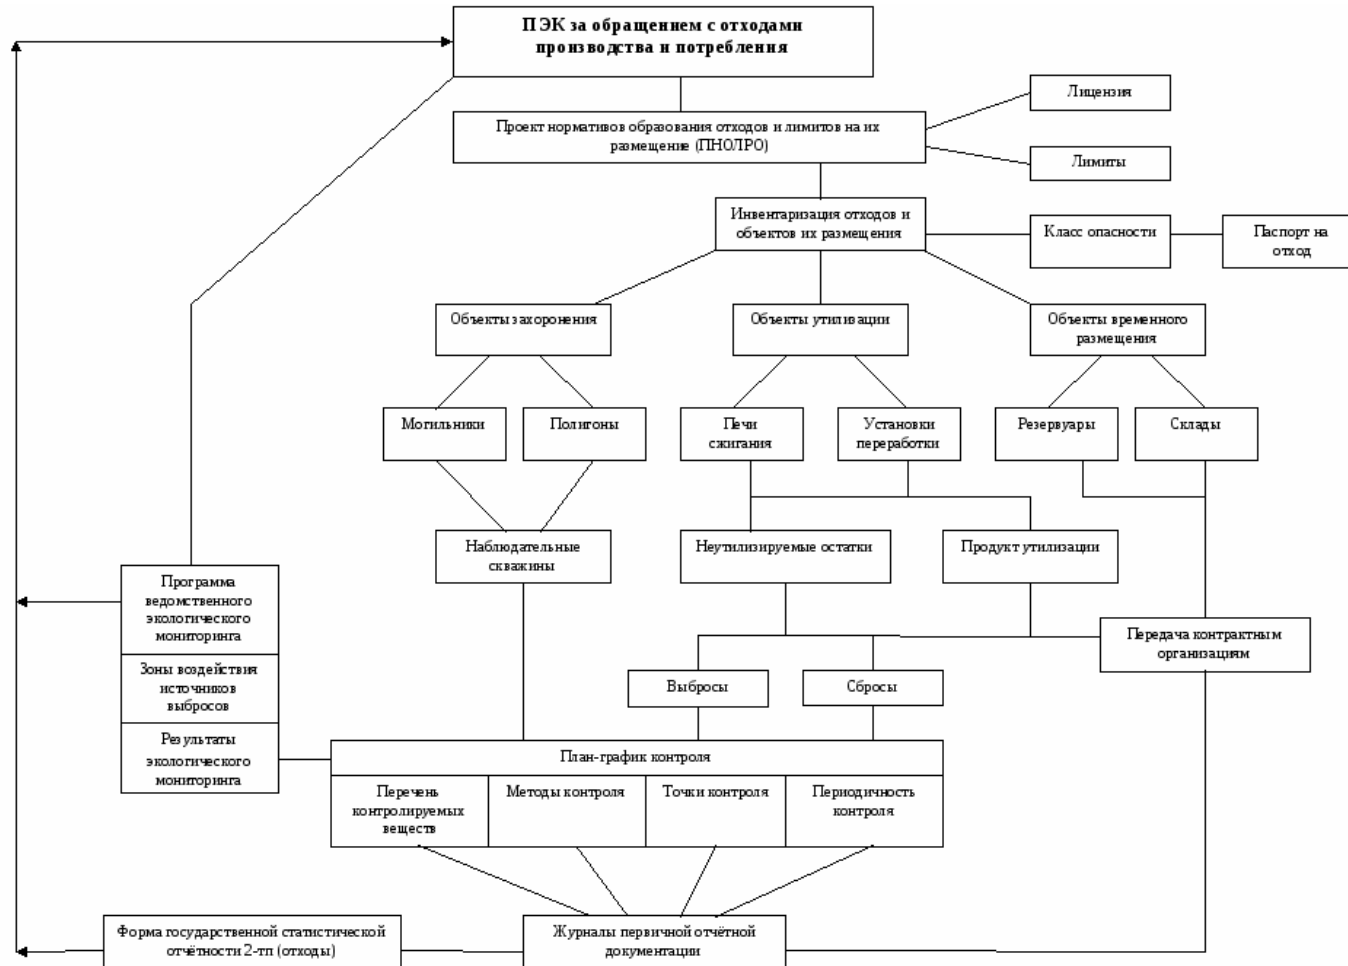 ПЭК за обращением с отходами
производства и потребления
Лицензия
Проект нормативов образования отходов и лимитов на их
размещение (ПНОЛРО)
Лимиты
Инвентаризация отходов и
объектов их размещения
Класс опасности
Паспорт на
отход
Объекты захоронения
Объекты утилизации
Объекты временного
размещения
Могильники
Полигоны
Печи
сжигания
Установки
переработки
Резервуары
Склады
Наблюдательные
скважины
Неутилизируемые остатки
Продукт утилизации
Программа
ведомственного
экологического
мониторинга
Передача контрактным
организациям
Зоны воздействия
источников
выбросов
Выбросы
Сбросы
Результаты
экологического
мониторинга
План-график контроля
Перечень
контролируемых
веществ
Методы контроля
Точки контроля
Периодичность
контроля
Форма государственной статистической
отчётности 2-тп (отходы)
Журналы первичной отчётной
документации